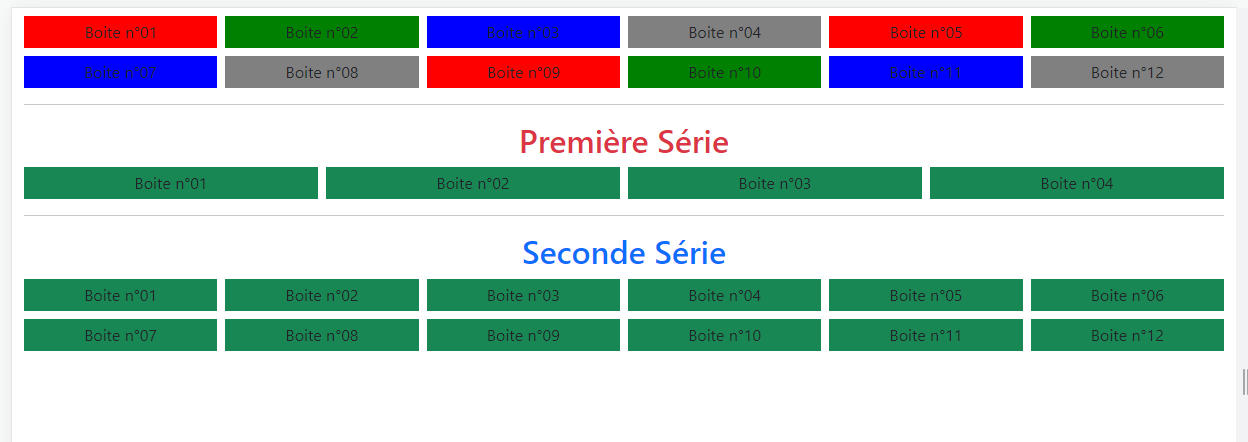 Boite n°01 Boite n°02 Boite n°03 Boite n°04 Boite n°05 Boite n°06
Boite n°07 Boite n°08 Boite n°09 Boite n°10 Boite n°11 Boite n°12
Première Série
Boite n°01 Boite n°02 Boite n°03 Boite n°04
Seconde Série
Boite n°01 Boite n°02 Boite n°03 Boite n°04 Boite n°05 Boite n°06
Boite n°07 Boite n°08 Boite n°09 Boite n°10 Boite n°11 Boite n°12